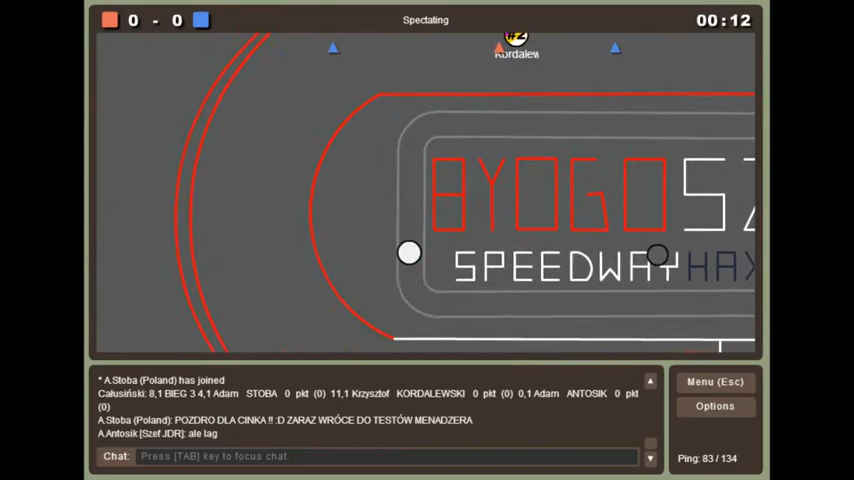 0 - 0
Spectating
00:12
#2
Kordalew
BYOGOSZ
SPEEDWAY HAX
* A.Stoba (Poland) has joined
Całusiński: 8,1 BIEG 3 4,1 Adam STOBA 0 pkt (0) 11,1 Krzysztof KORDALEWSKI 0 pkt (0) 0,1 Adam ANTOSIK 0 pkt
(0)
A.Stoba (Poland): POZDRO DLA CINKA !! :D ZARAZ WRÓCE DO TESTÓW MENADZERA
A.Antosik [Szef JDR]: ale lag
Chat: Press [TAB] key to focus chat.
Menu (Esc)
Options
Ping: 83 / 134